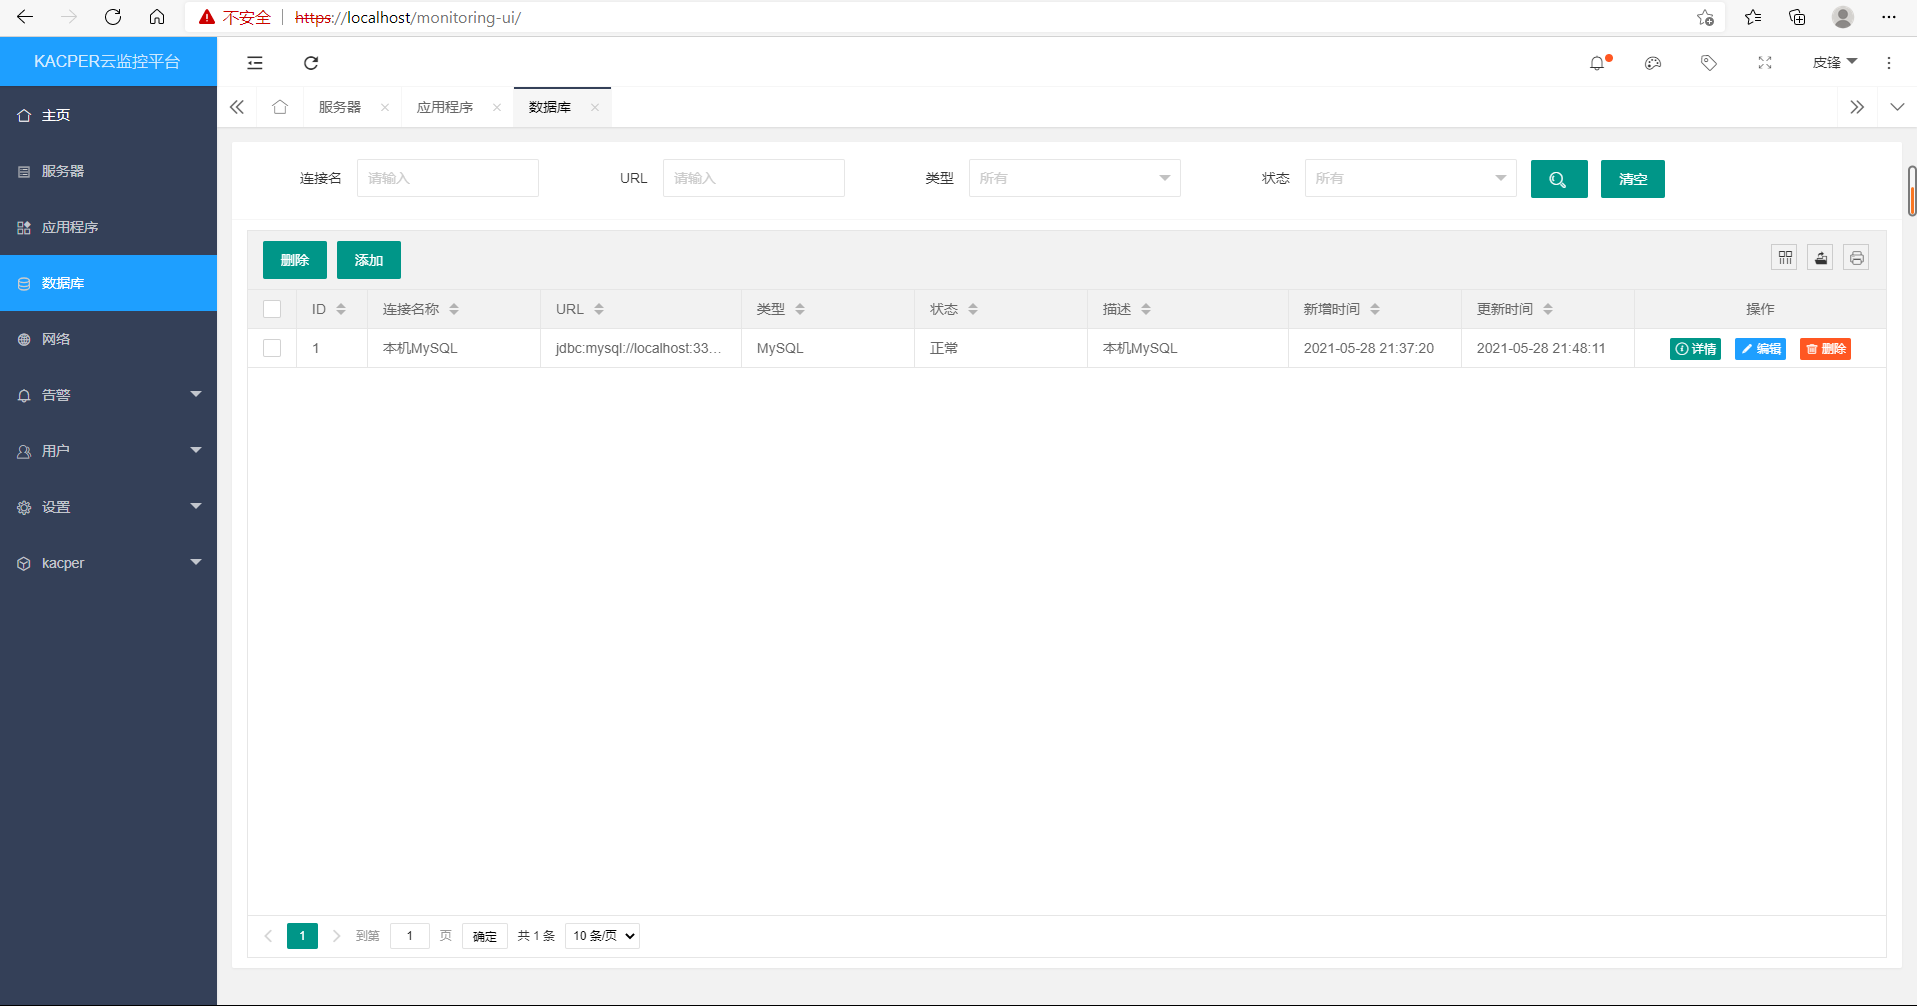 不安全 https://localhost/monitoring-ui/
KACPER云监控平台
皮锋
主页
服务器
应用程序
数据库
网络
告警
用户
设置
kacper
服务器
应用程序
数据库
连接名 请输入 URL 请输入 类型 所有 状态 所有 清空
删除 添加
ID 连接名称 URL 类型 状态 描述 新增时间 更新时间 操作
1 本机MySQL jdbc:mysql://localhost:33... MySQL 正常 本机MySQL 2021-05-28 21:37:20 2021-05-28 21:48:11 详情 编辑 删除
1 到第 1 页 确定 共 1 条 10 条/页